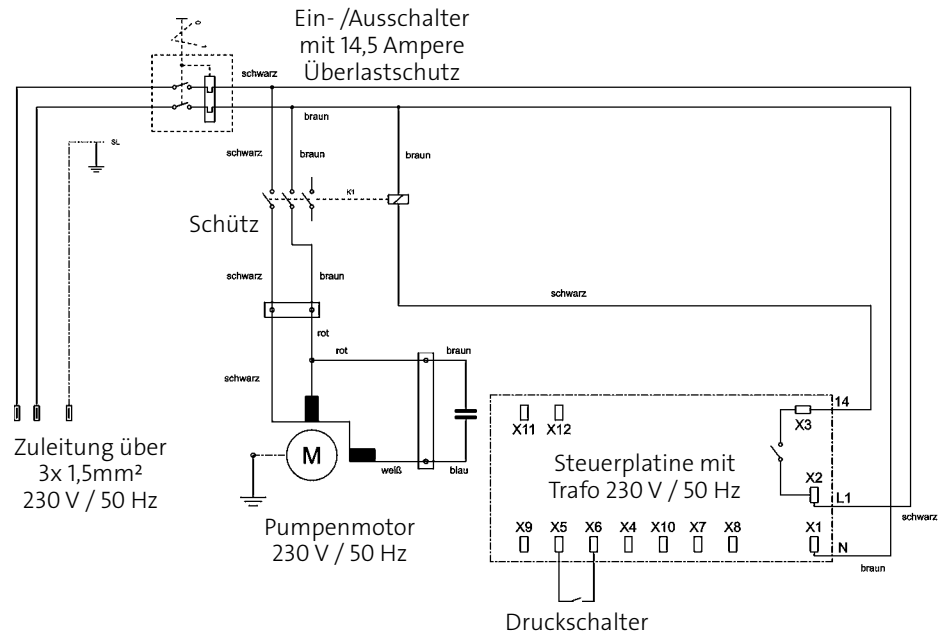 Ein- /Ausschalter
mit 14,5 Ampere
Überlastschutz
schwarz
braun
SL
schwarz
braun
braun
K1
Schütz
schwarz
braun
schwarz
rot
rot
braun
schwarz
14
X11
X12
X3
Zuleitung über
3x 1,5mm²
230 V / 50 Hz
M
weiß
blau
Steuerplatine mit
Trafo 230 V / 50 Hz
X2
L1
schwarz
Pumpenmotor
230 V / 50 Hz
X9
X5
X6
X4
X10
X7
X8
X1
N
braun
Druckschalter